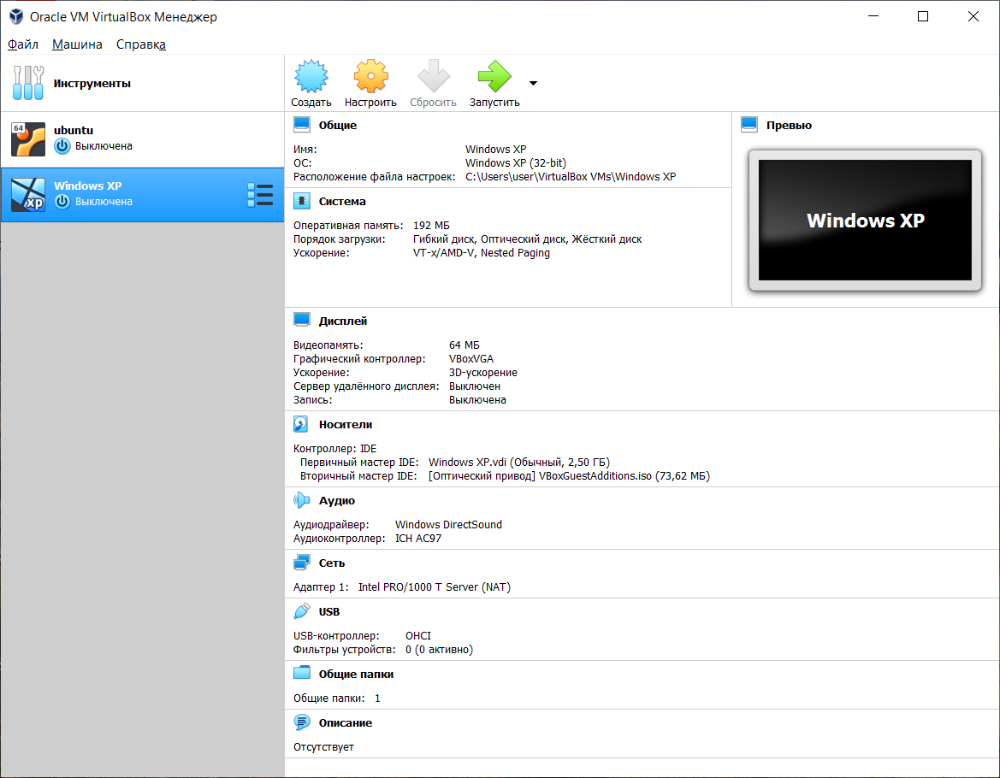 Oracle VM VirtualBox Менеджер
Файл Машина Справка
Инструменты
Создать Настроить Сбросить Запустить
64
ubuntu
Выключена
XP
Windows XP
Выключена
Общие
Имя: Windows XP
ОС: Windows XP (32-bit)
Расположение файла настроек: C:\Users\user\VirtualBox VMs\Windows XP
Превью
Windows XP
Система
Оперативная память: 192 МБ
Порядок загрузки: Гибкий диск, Оптический диск, Жёсткий диск
Ускорение: VT-x/AMD-V, Nested Paging
Дисплей
Видеопамять: 64 МБ
Графический контроллер: VBoxVGA
Ускорение: 3D-ускорение
Сервер удалённого дисплея: Выключен
Запись: Выключена
Носители
Контроллер: IDE
Первичный мастер IDE: Windows XP.vdi (Обычный, 2,50 ГБ)
Вторичный мастер IDE: [Оптический привод] VBoxGuestAdditions.iso (73,62 МБ)
Аудио
Аудиодрайвер: Windows DirectSound
Аудиоконтроллер: ICH AC97
Сеть
Адаптер 1: Intel PRO/1000 T Server (NAT)
USB
USB-контроллер: OHCI
Фильтры устройств: 0 (0 активно)
Общие папки
Общие папки: 1
Описание
Отсутствует